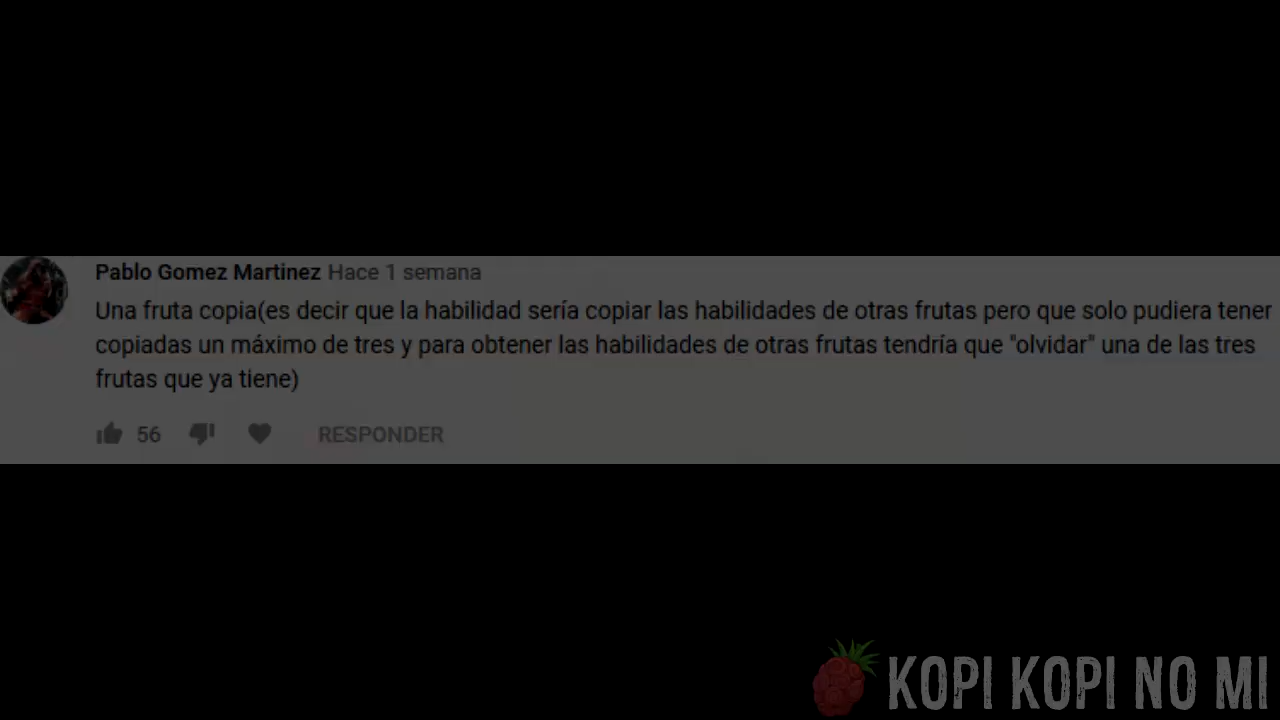 Pablo Gomez Martinez Hace 1 semana
Una fruta copia(es decir que la habilidad sería copiar las habilidades de otras frutas pero que solo pudiera tener
copiadas un máximo de tres y para obtener las habilidades de otras frutas tendría que "olvidar" una de las tres
frutas que ya tiene)
56 RESPONDER
KOPI KOPI NO MI